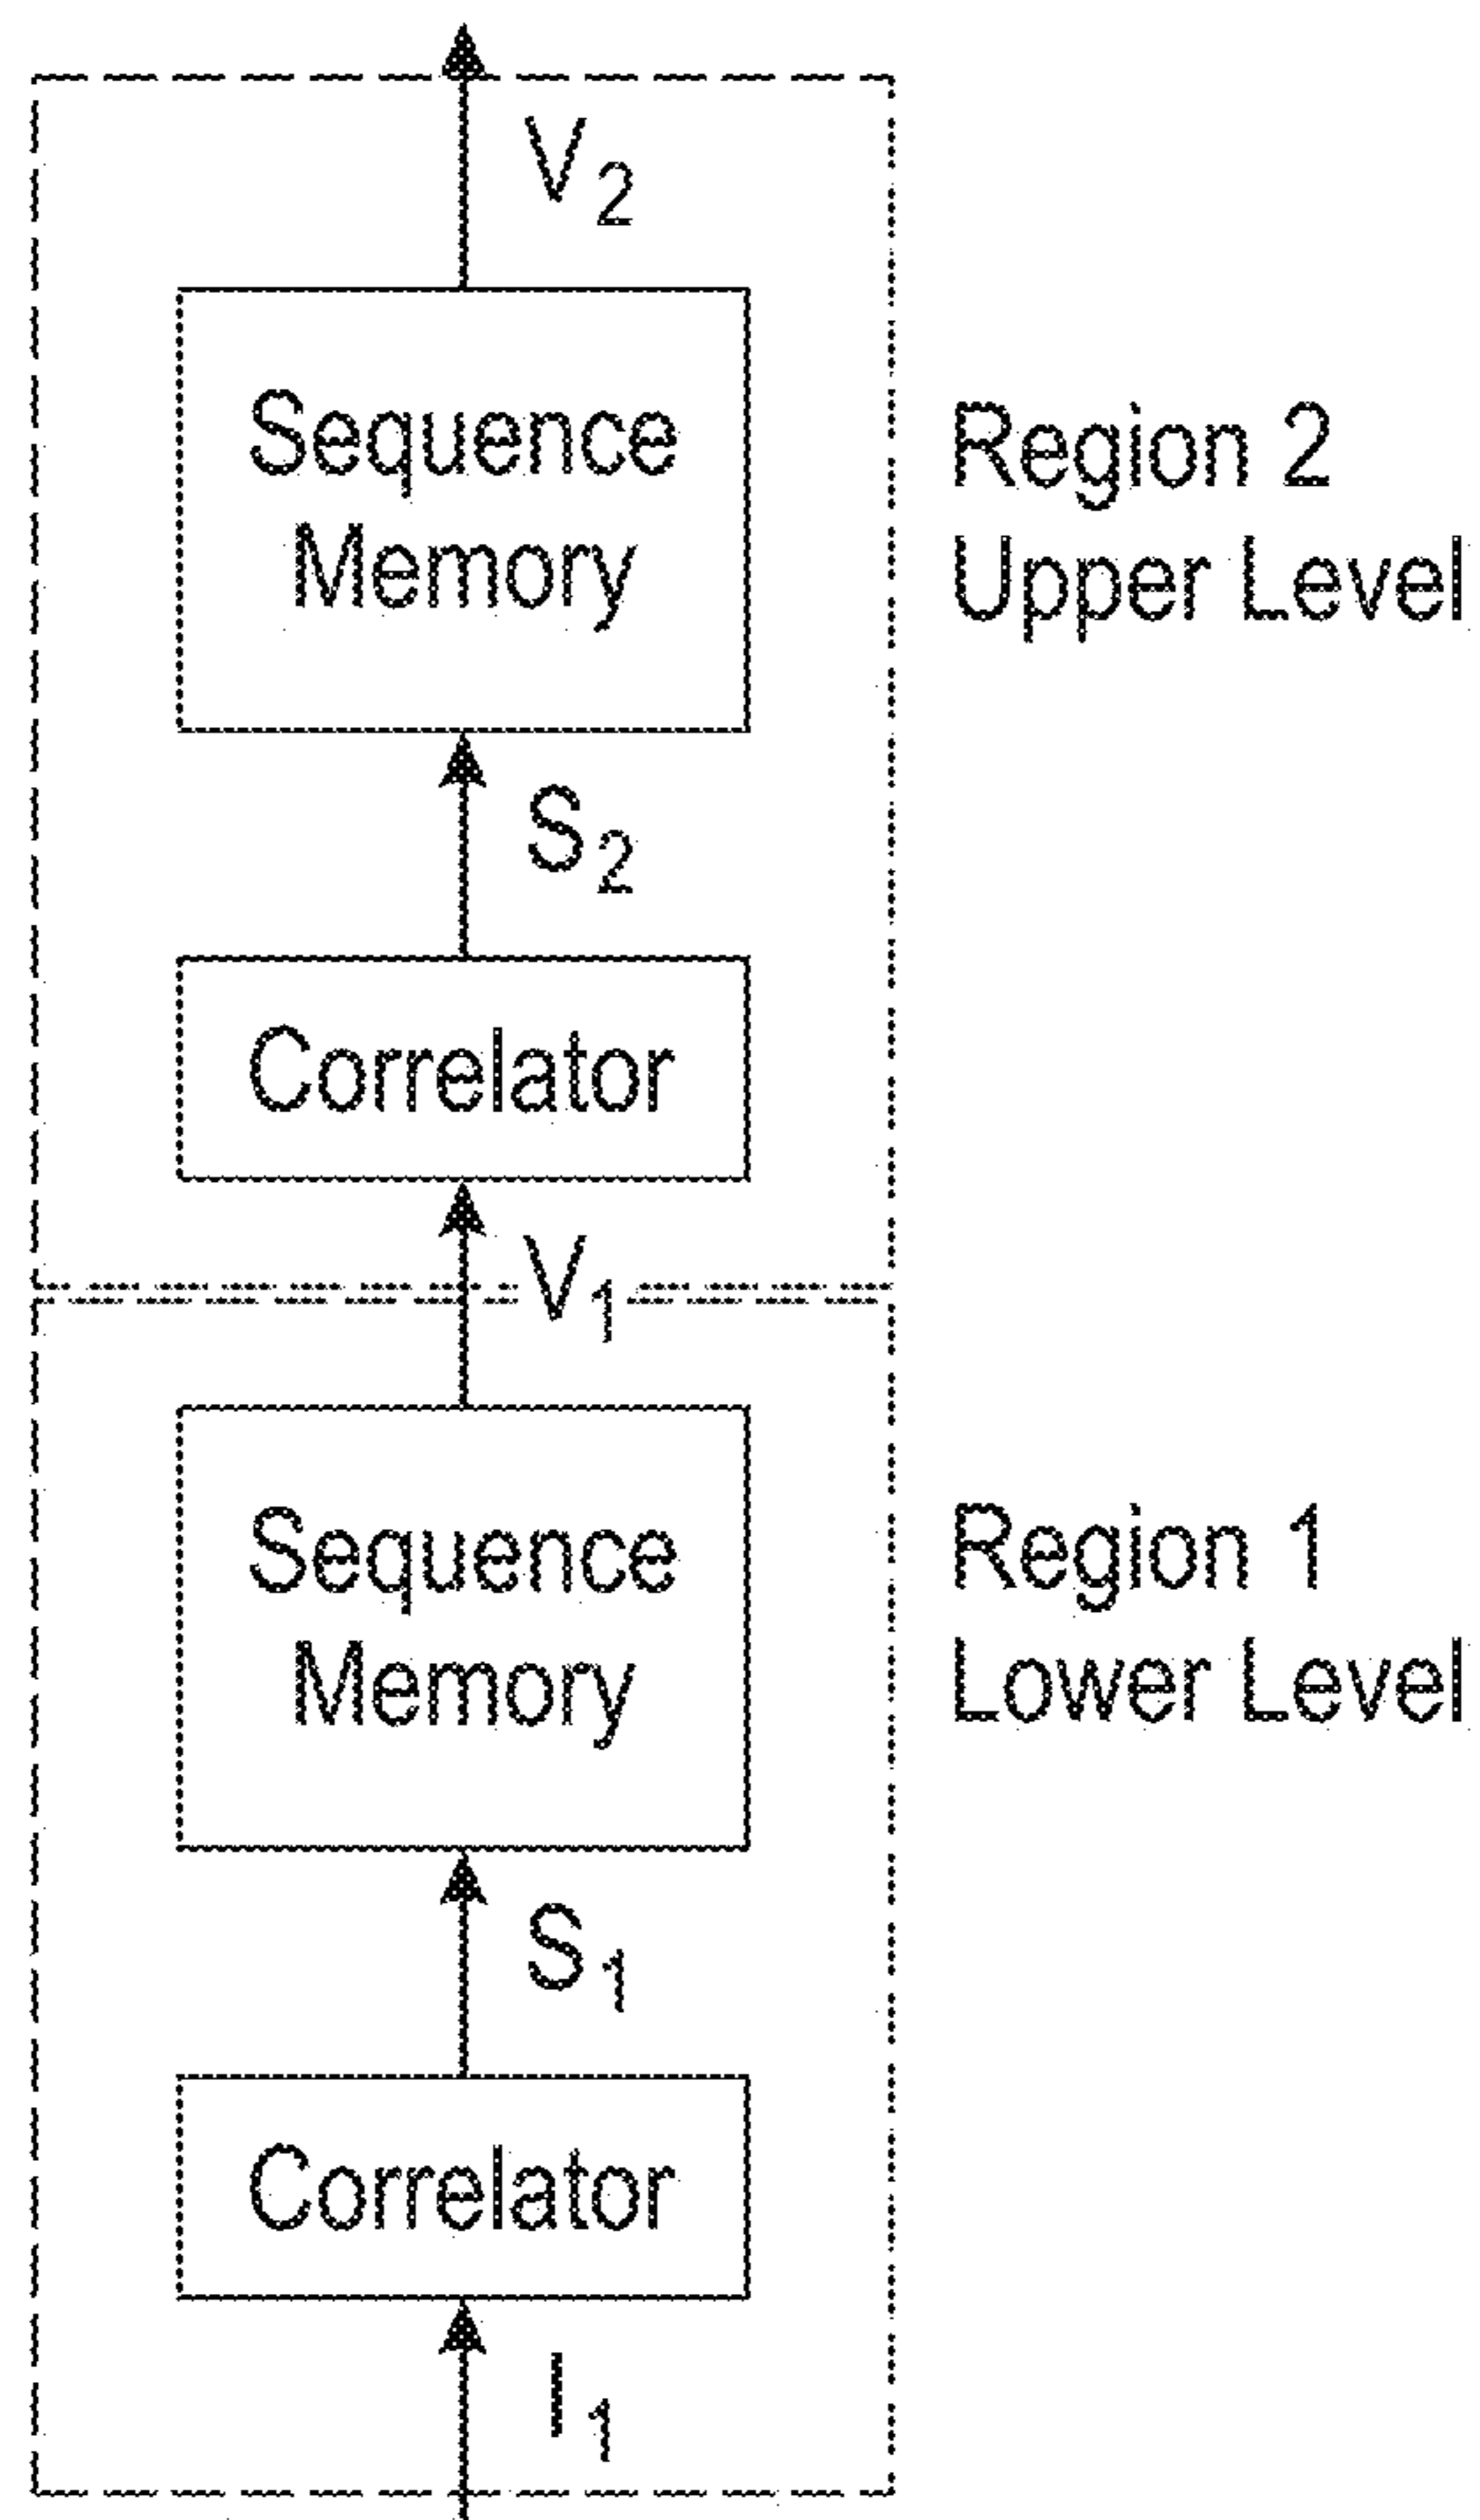 V2
Sequence
Memory
Region 2
Upper Level
S2
Correlator
V1
Sequence
Memory
Region 1
Lower Level
S1
Correlator
I1